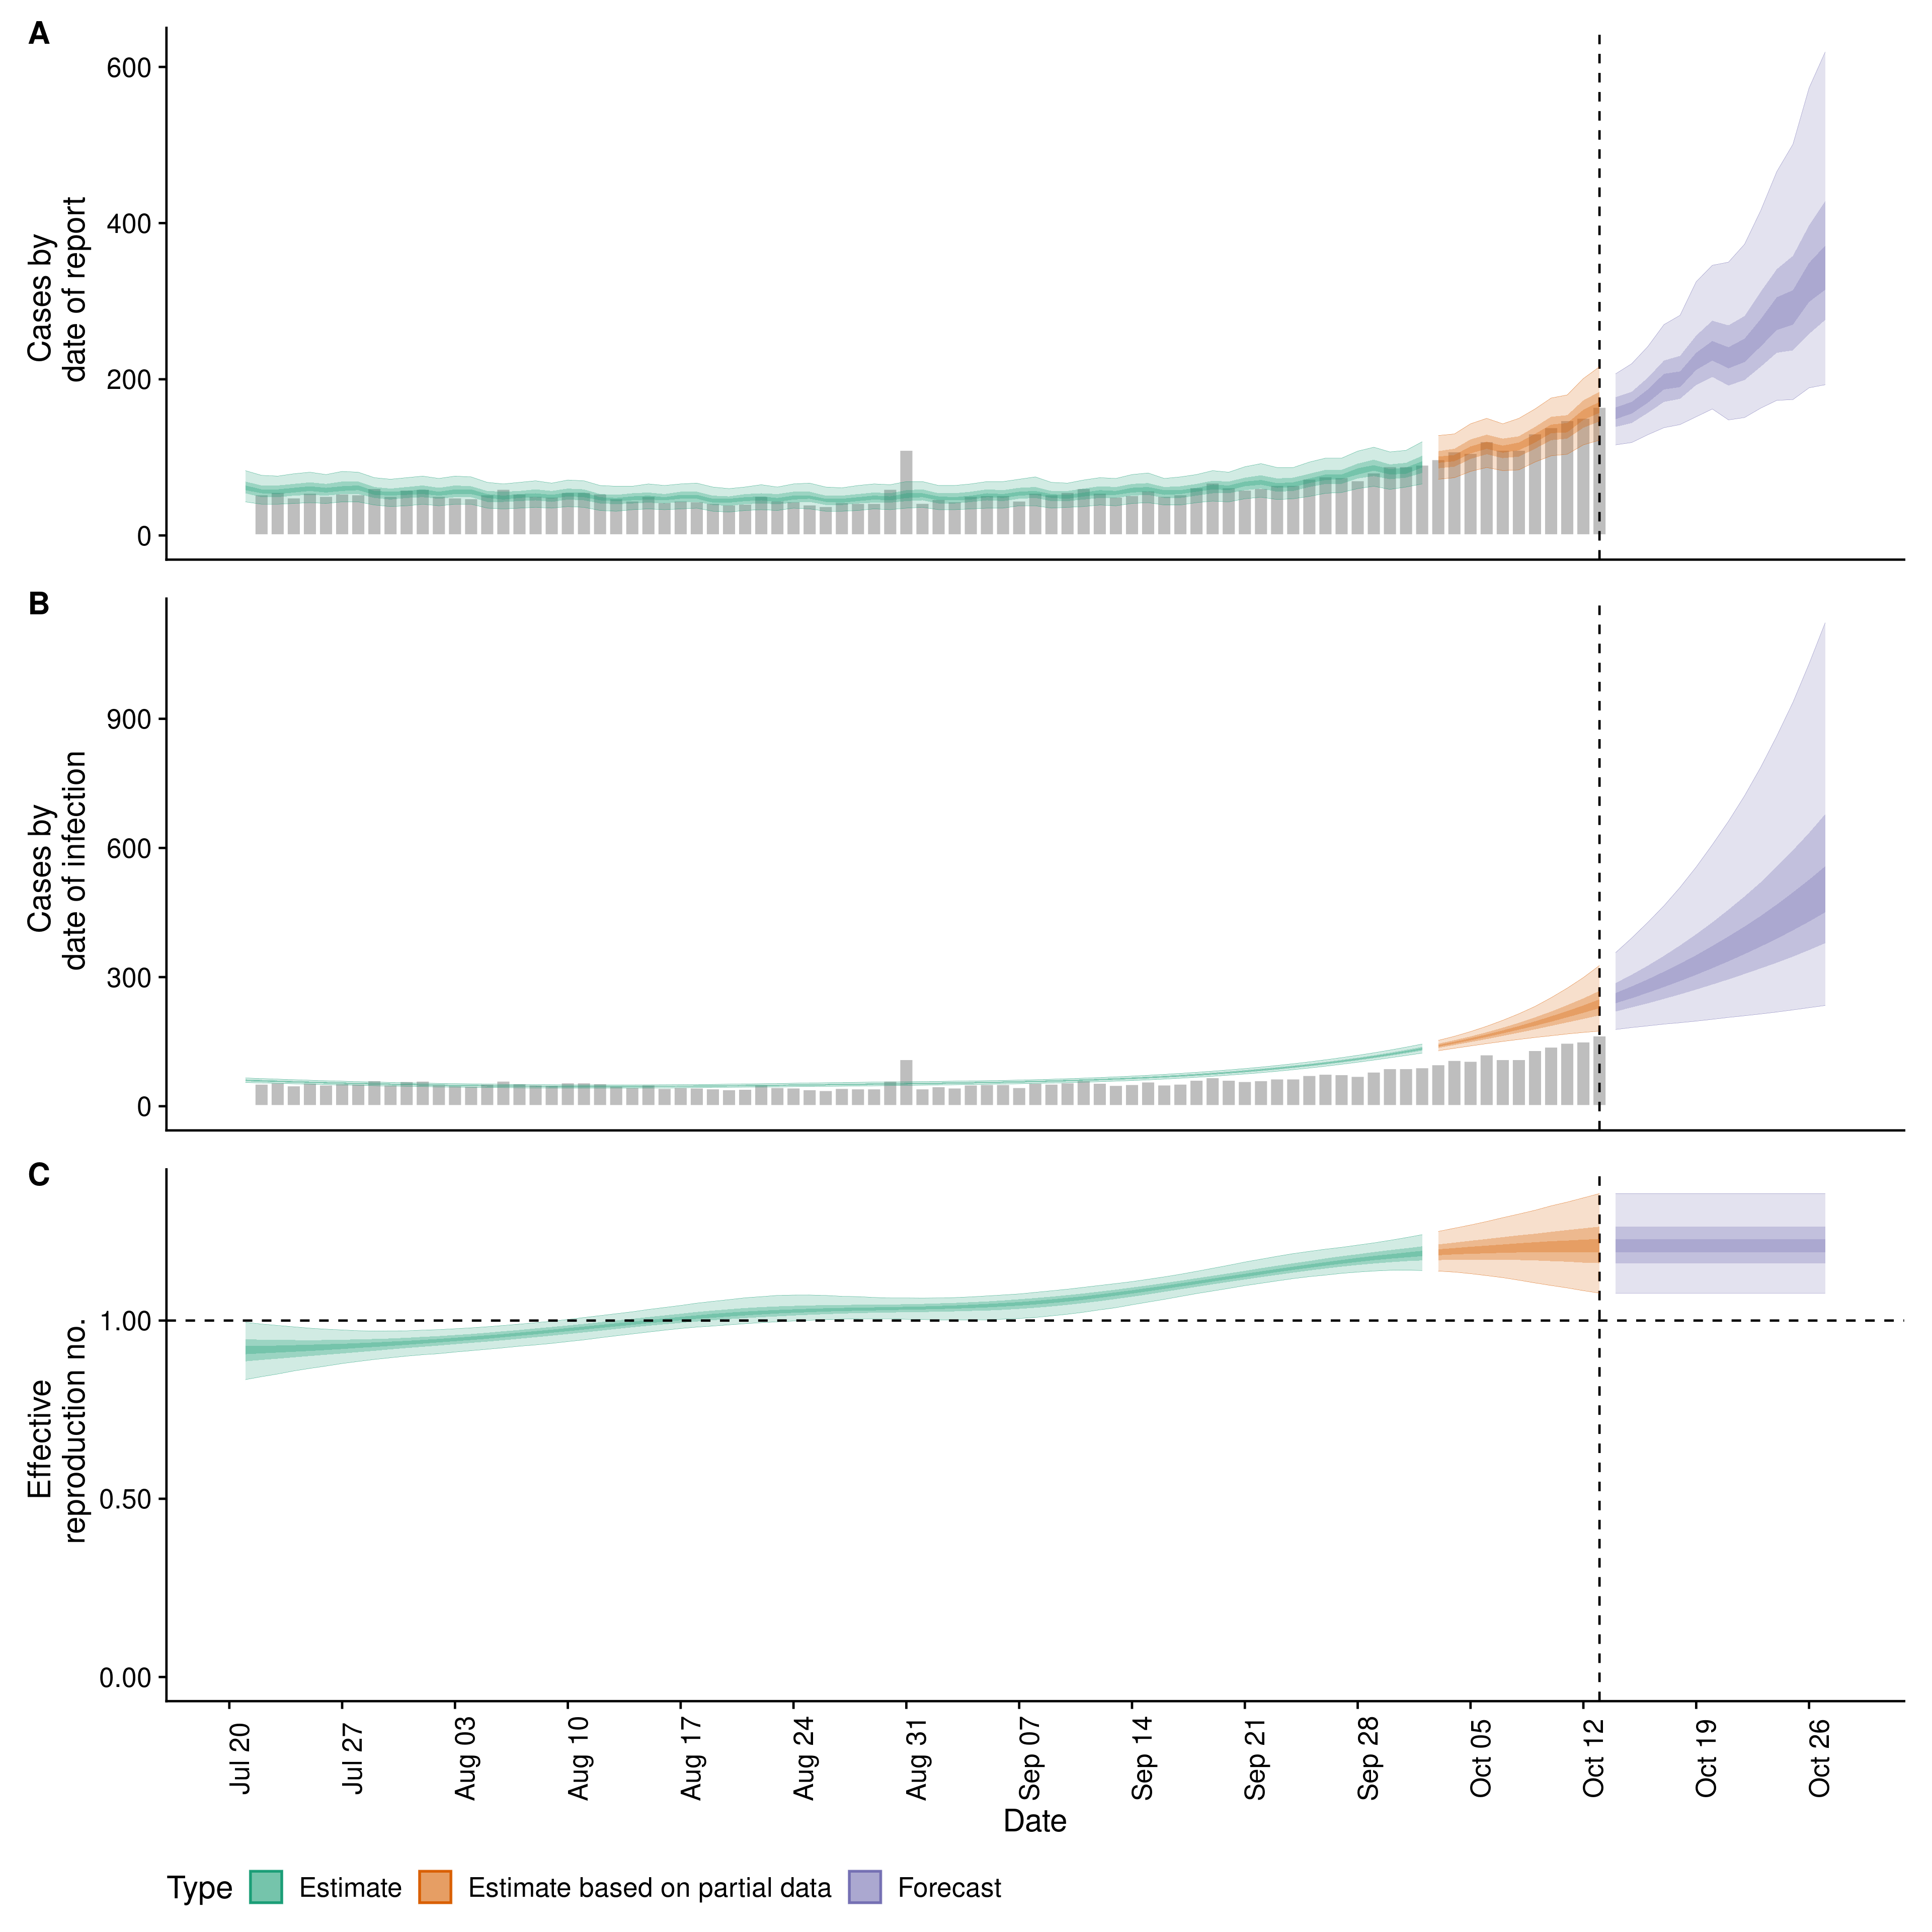 A
Cases by
date of report
600
400
200
0
B
Cases by
date of infection
900
600
300
0
C
Effective
reproduction no.
1.00
0.50
0.00
Jul 20
Jul 27
Aug 03
Aug 10
Aug 17
Aug 24
Aug 31
Sep 07
Sep 14
Sep 21
Sep 28
Oct 05
Oct 12
Oct 19
Oct 26
Date
Type
Estimate
Estimate based on partial data
Forecast